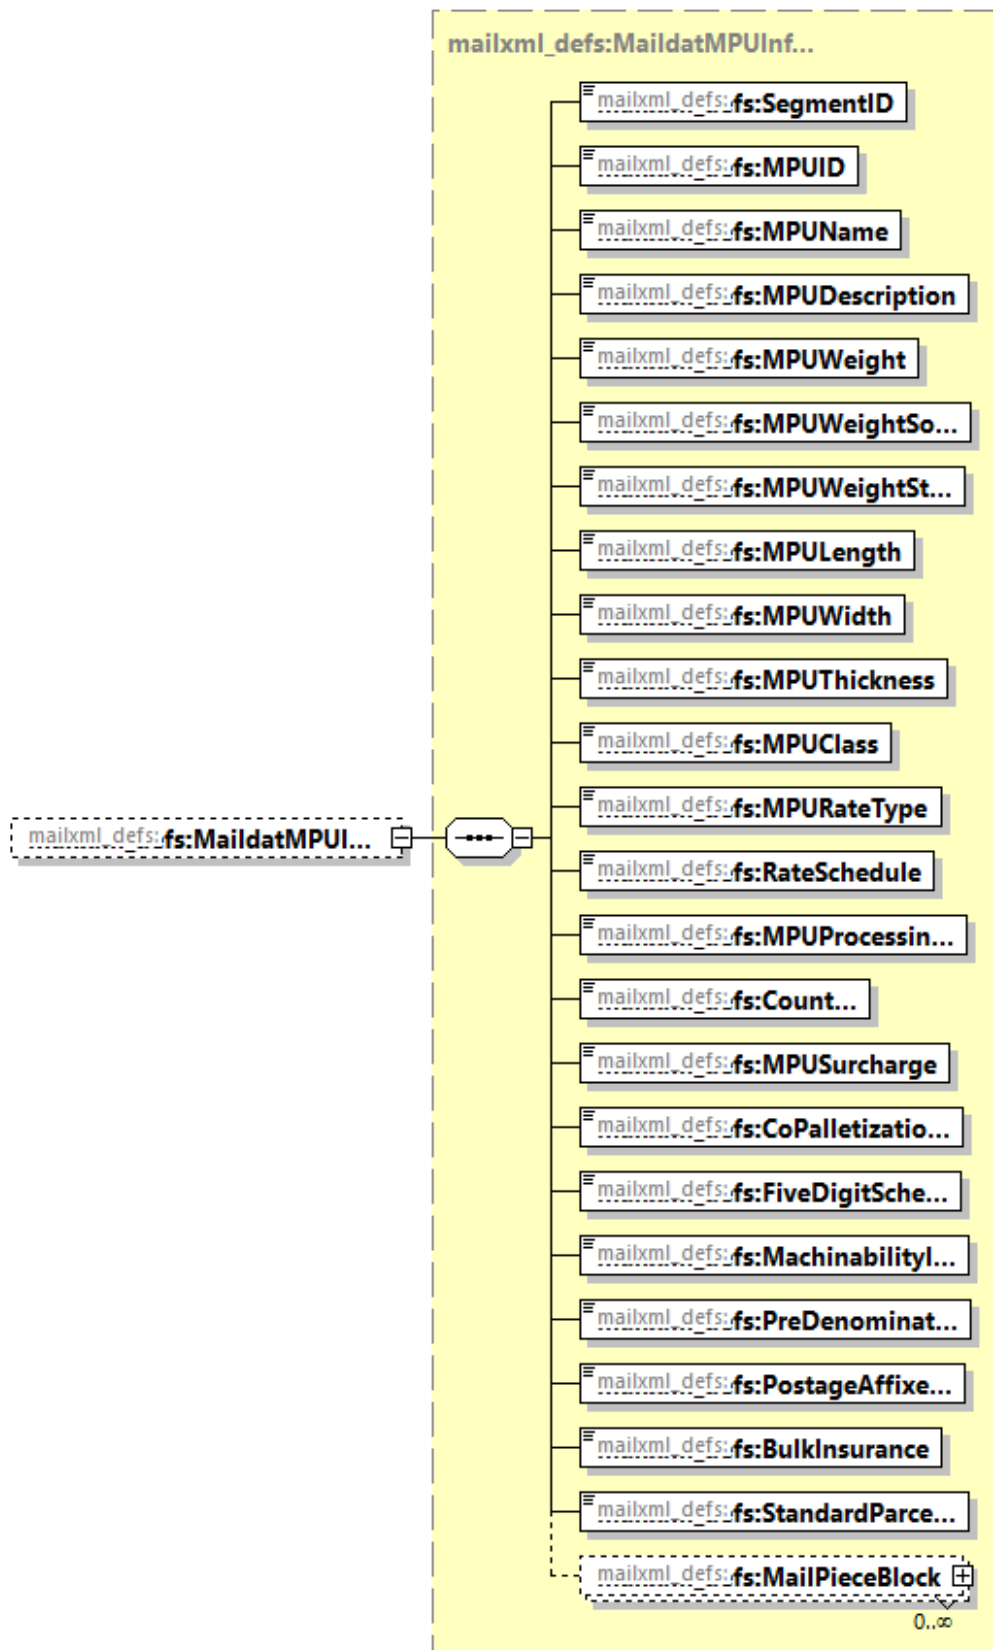 mailxml_defs:MaildatMPUInf...
mailxml_defs:fs:SegmentID
mailxml_defs:fs:MPUID
mailxml_defs:fs:MPUName
mailxml_defs:fs:MPUDescription
mailxml_defs:fs:MPUWeight
mailxml_defs:fs:MPUWeightSo...
mailxml_defs:fs:MPUWeightSt...
mailxml_defs:fs:MPULength
mailxml_defs:fs:MPUWidth
mailxml_defs:fs:MPUThickness
mailxml_defs:fs:MPUClass
mailxml_defs:fs:MPURateType
mailxml_defs:fs:MaildatMPUI...
mailxml_defs:fs:RateSchedule
mailxml_defs:fs:MPUProcessin...
mailxml_defs:fs:Count...
mailxml_defs:fs:MPUSurcharge
mailxml_defs:fs:CoPalletizatio...
mailxml_defs:fs:FiveDigitSche...
mailxml_defs:fs:MachinabilityI...
mailxml_defs:fs:PreDenominat...
mailxml_defs:fs:PostageAffixe...
mailxml_defs:fs:BulkInsurance
mailxml_defs:fs:StandardParce...
mailxml_defs:fs:MailPieceBlock
0..∞